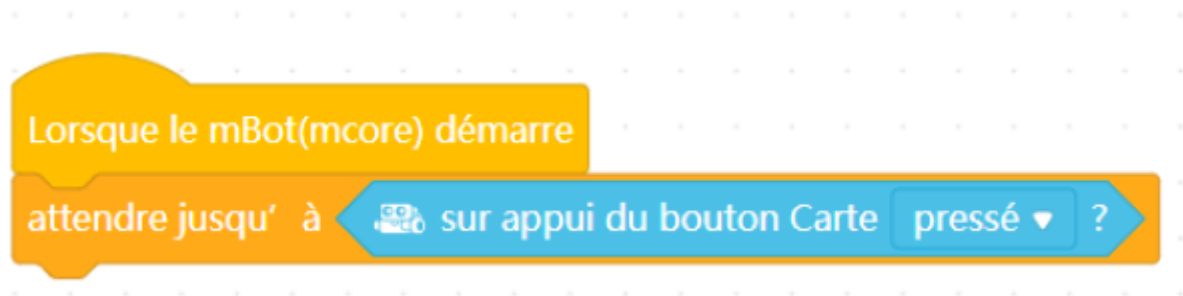 Lorsque le mBot(mcore) démarre
attendre jusqu' à sur appui du bouton Carte pressé ?